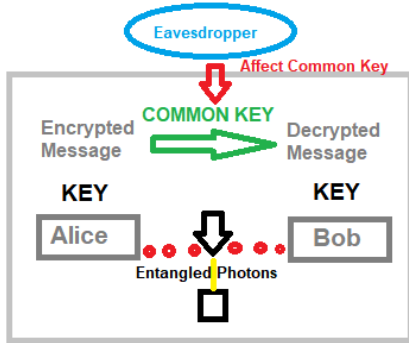 Eavesdropper
Affect Common Key
COMMON KEY
Encrypted
Message
Decrypted
Message
KEY
KEY
Alice
Bob
Entangled Photons